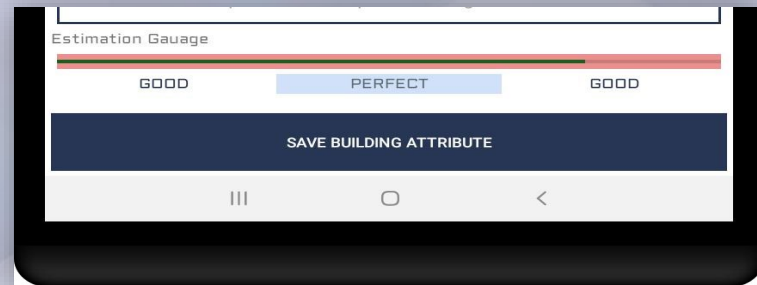 Estimation Gauage
GOOD PERFECT GOOD
SAVE BUILDING ATTRIBUTE